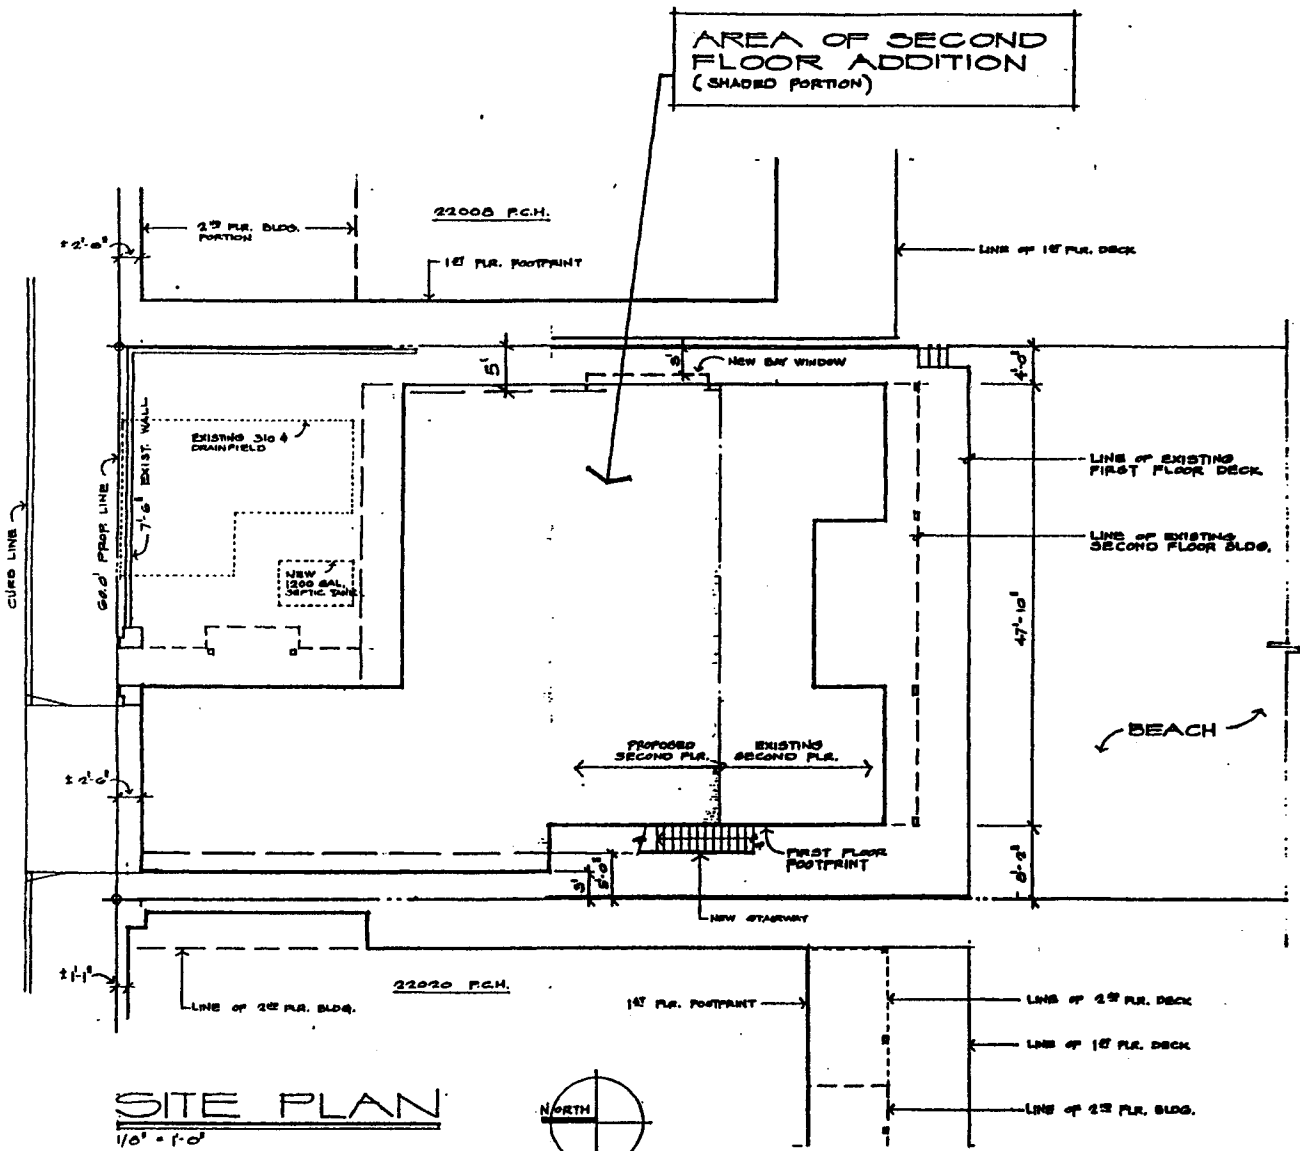 AREA OF SECOND
FLOOR ADDITION
(SHADED PORTION)
22008 P.C.H.
2ND FLR. BLDG.
PORTION
±2'-6"
1ST FLR. FOOTPRINT
LINE OF 1ST FLR. DECK
5'
5'
NEW BAY WINDOW
4'-0"
EXISTING 310
DRAINFIELD
7'-6" EXIST. WALL
60.0' PROP. LINE
CURB LINE
LINE OF EXISTING
FIRST FLOOR DECK
LINE OF EXISTING
SECOND FLOOR BLDG.
NEW
1200 GAL.
SEPTIC TANK
47'-10"
BEACH
PROPOSED
SECOND FLR.
EXISTING
SECOND FLR.
±2'-6"
FIRST FLOOR
FOOTPRINT
3'
5'-0"
8'-2"
NEW STAIRWAY
±1'-1"
LINE OF 2ND FLR. BLDG.
22020 P.C.H.
1ST FLR. FOOTPRINT
LINE OF 2ND FLR. DECK
LINE OF 1ST FLR. DECK
LINE OF 2ND FLR. BLDG.
SITE PLAN
1/8" = 1'-0"
NORTH